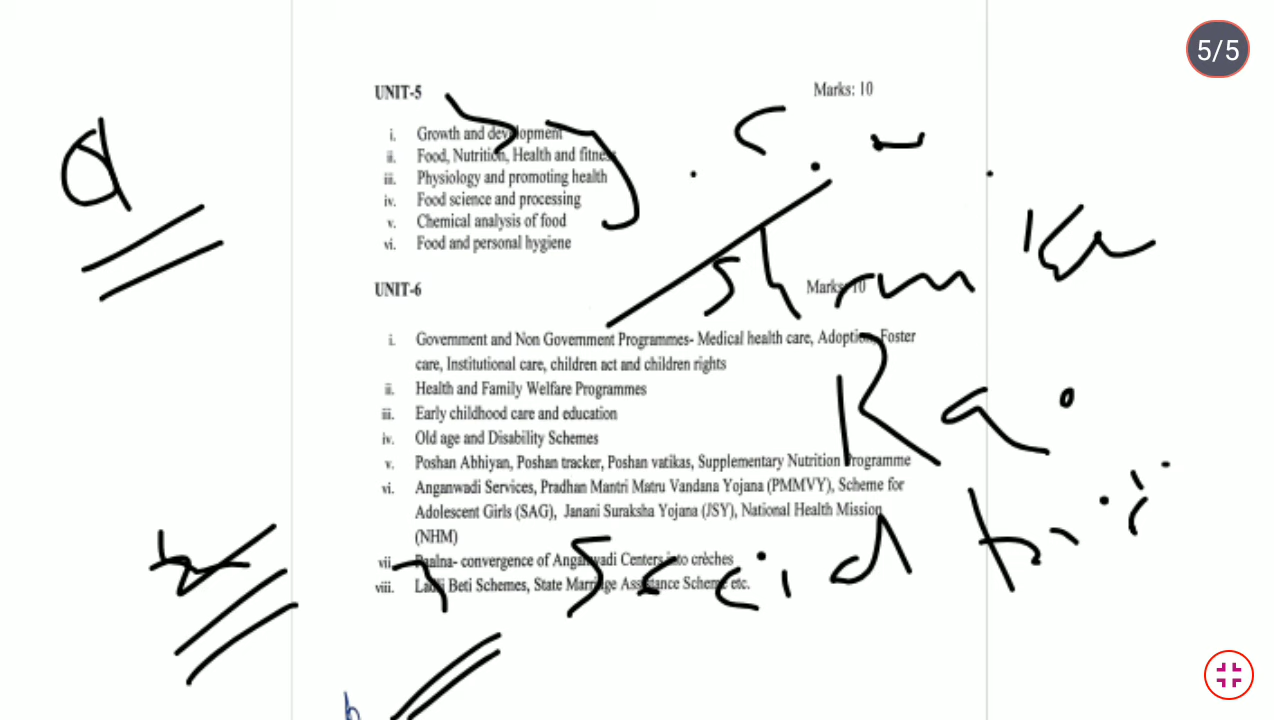 5/5
UNIT-5 Marks: 10
i. Growth and development
ii. Food, Nutrition, Health and fitness
iii. Physiology and promoting health
iv. Food science and processing
v. Chemical analysis of food
vi. Food and personal hygiene
UNIT-6 Marks: 10
i. Government and Non Government Programmes- Medical health care, Adoption, Foster
care, Institutional care, children act and children rights
ii. Health and Family Welfare Programmes
iii. Early childhood care and education
iv. Old age and Disability Schemes
v. Poshan Abhiyan, Poshan tracker, Poshan vatikas, Supplementary Nutrition Programme
vi. Anganwadi Services, Pradhan Mantri Matru Vandana Yojana (PMMVY), Scheme for
Adolescent Girls (SAG), Janani Suraksha Yojana (JSY), National Health Mission
(NHM)
vii. Paalna- convergence of Anganwadi Centers into crèches
viii. Ladli Beti Schemes, State Marriage Assistance Scheme etc.